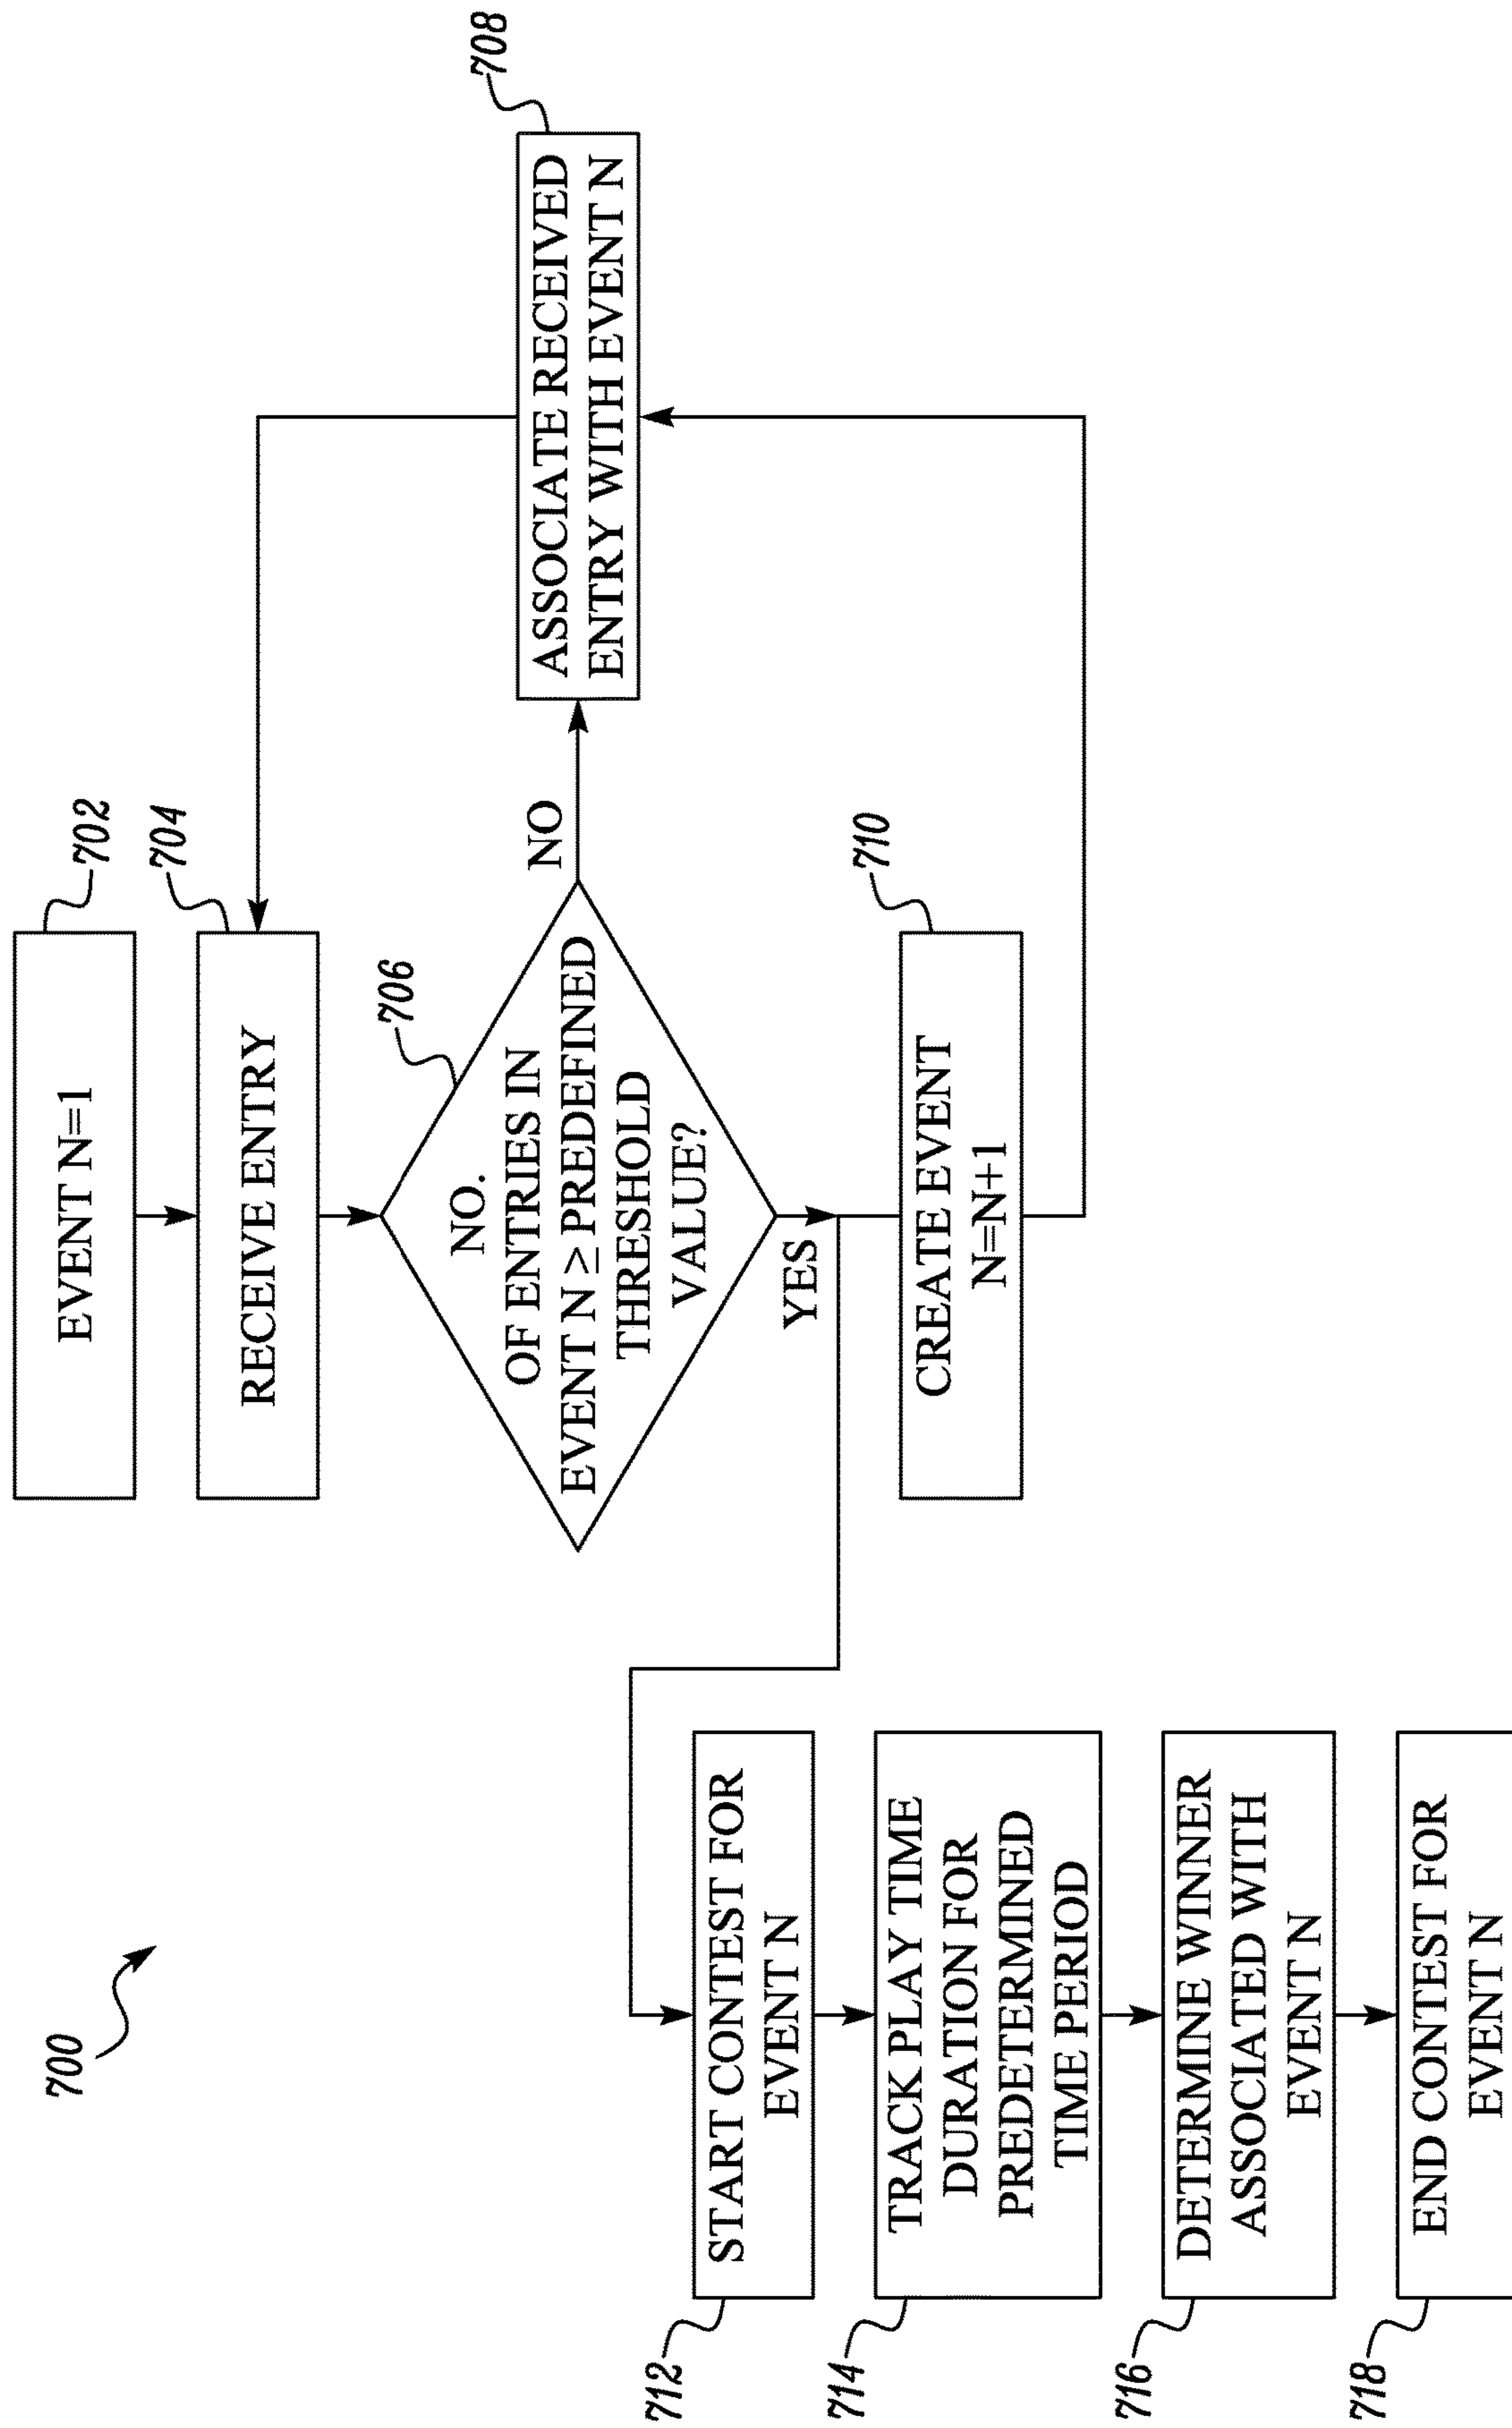 700
EVENT N=1
702
RECEIVE ENTRY
704
NO.
OF ENTRIES IN
EVENT N ≥ PREDEFINED
THRESHOLD
VALUE?
706
NO
ASSOCIATE RECEIVED
ENTRY WITH EVENT N
708
YES
CREATE EVENT
N=N+1
710
START CONTEST FOR
EVENT N
712
TRACK PLAY TIME
DURATION FOR
PREDETERMINED
TIME PERIOD
714
DETERMINE WINNER
ASSOCIATED WITH
EVENT N
716
END CONTEST FOR
EVENT N
718